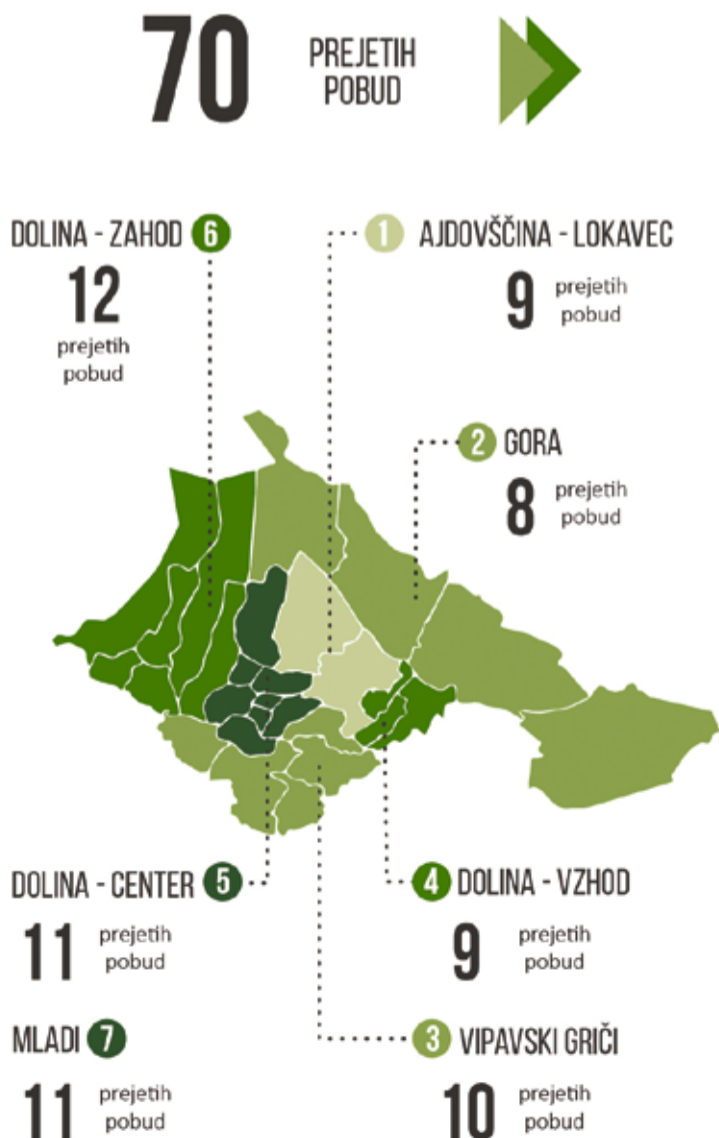 70
PREJETIH
POBUD
DOLINA - ZAHOD 6
12
prejetih
pobud
1 AJDOVŠČINA - LOKAVEC
9
prejetih
pobud
2 GORA
8
prejetih
pobud
DOLINA - CENTER 5
11
prejetih
pobud
4 DOLINA - VZHOD
9
prejetih
pobud
MLADI 7
11
prejetih
pobud
3 VIPAVSKI GRIČI
10
prejetih
pobud